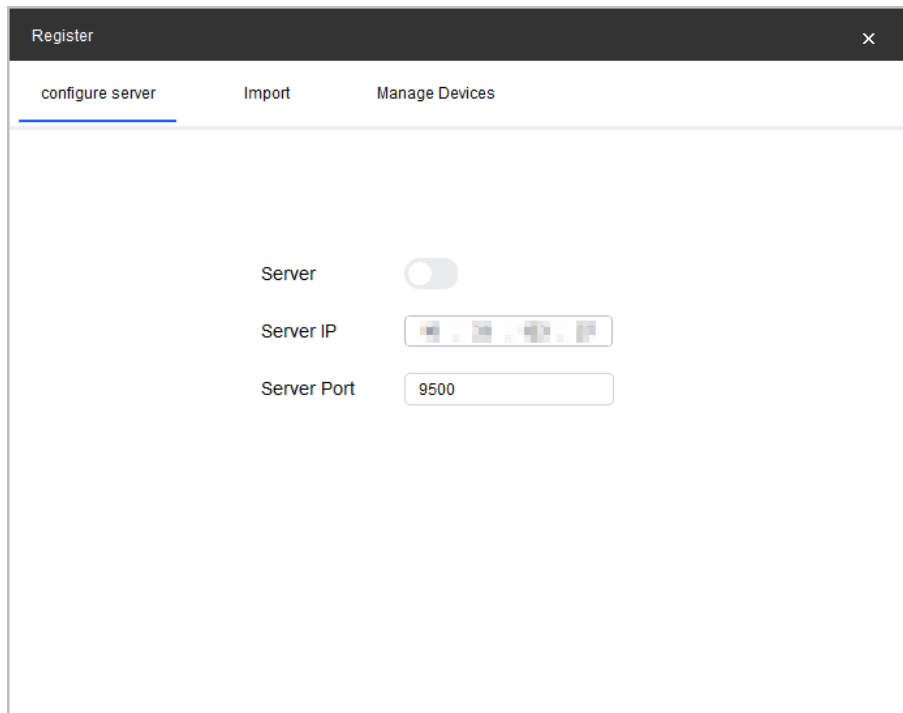 Register
configure server Import Manage Devices
Server
Server IP
Server Port 9500